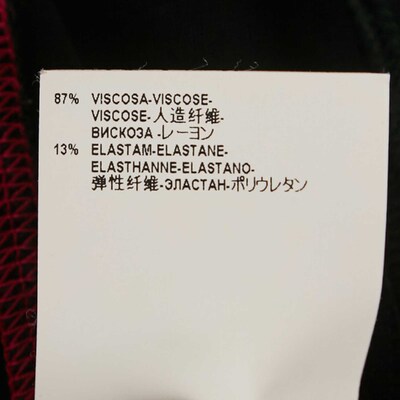 87% VISCOSA-VISCOSE-
VISCOSE-人造纤维-
ВИСКОЗА -レーヨン
13% ELASTAM-ELASTANE-
ELASTHANNE-ELASTANO-
弹性纤维-ЭЛАСТАН-ポリウレタン